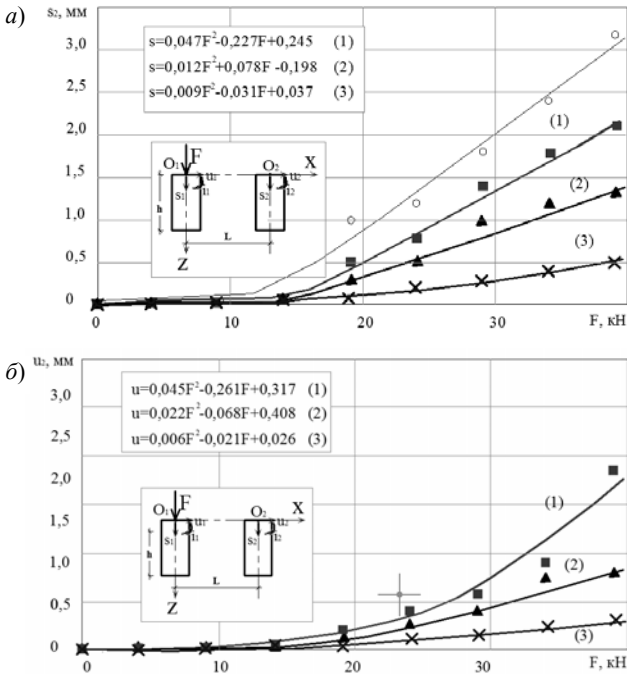 а)
s₂, мм
3,0
2,5
2,0
1,5
1,0
0,5
0
s=0,047F²-0,227F+0,245 (1)
s=0,012F²+0,078F -0,198 (2)
s=0,009F²-0,031F+0,037 (3)
O₁ F u₁ O₂ u₂ X
s₁ i₁ s₂ i₂
h
L
Z
(1)
(2)
(3)
0 10 20 30 F, кН
б)
u₂, мм
3,0
2,5
2,0
1,5
1,0
0,5
0
u=0,045F²-0,261F+0,317 (1)
u=0,022F²-0,068F+0,408 (2)
u=0,006F²-0,021F+0,026 (3)
F
O₁ u₁ O₂ u₂ X
s₁ i₁ s₂ i₂
h
L
Z
(1)
(2)
(3)
0 10 20 30 F, кН